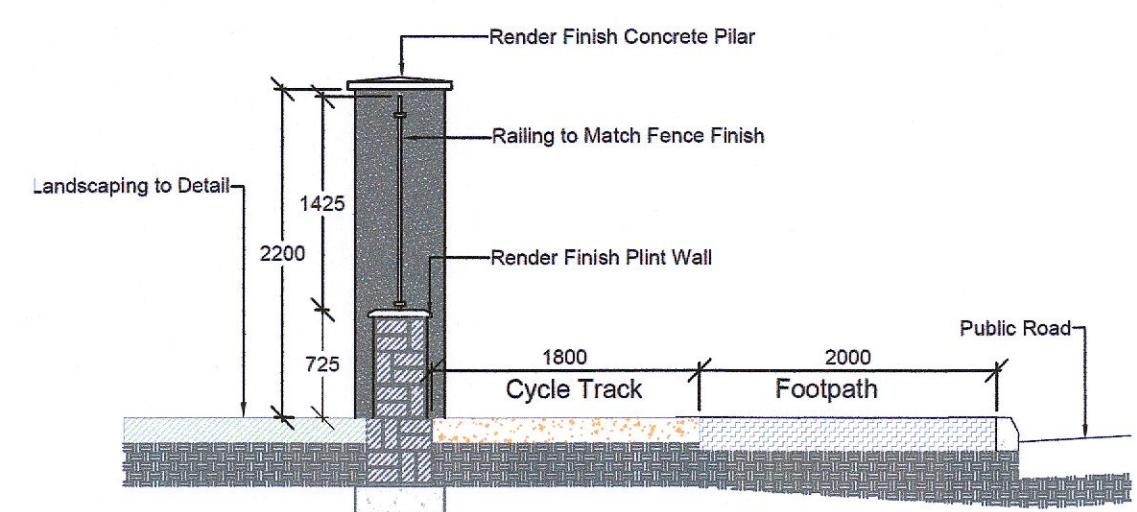 Render Finish Concrete Pilar
Railing to Match Fence Finish
Landscaping to Detail
1425
2200
Render Finish Plint Wall
Public Road
725
1800
2000
Cycle Track
Footpath